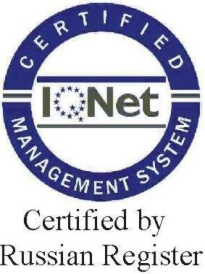 CERTIFIED
IQNet
MANAGEMENT SYSTEM
Certified by
Russian Register